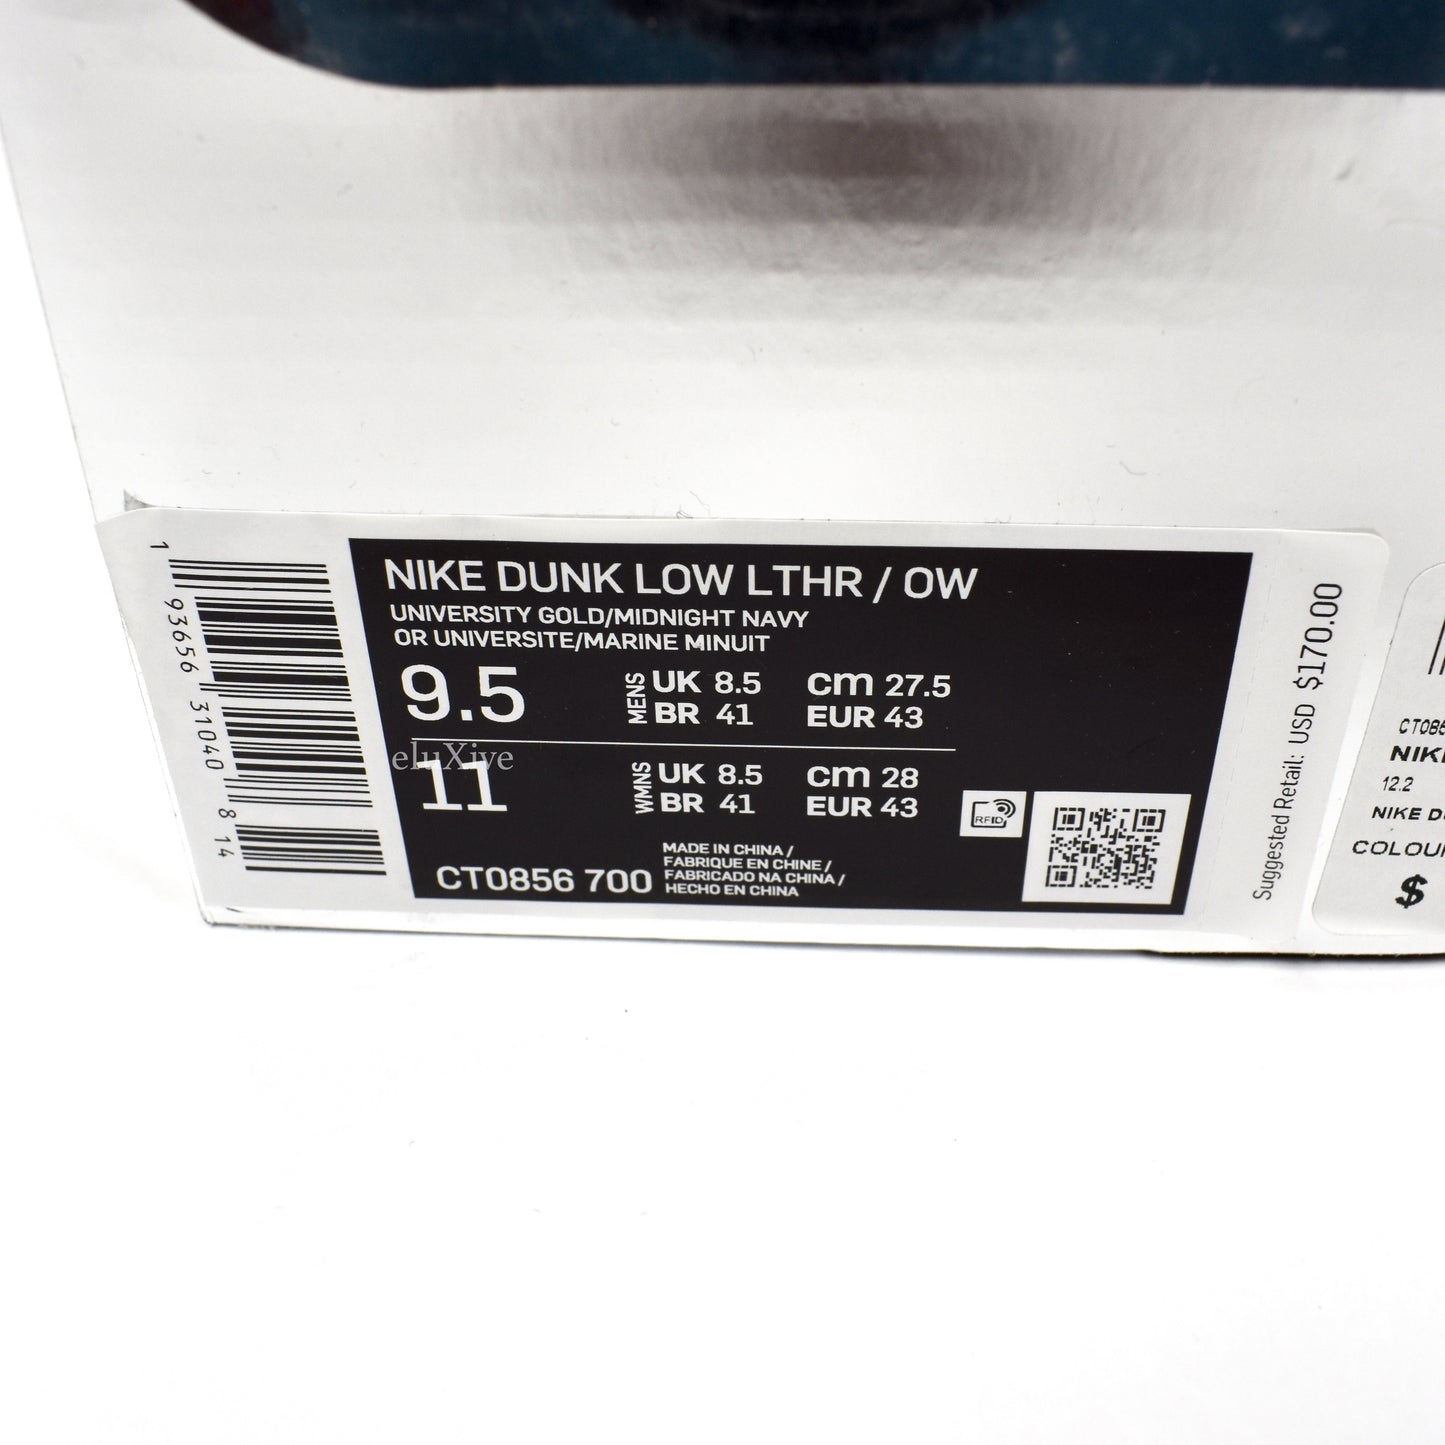 NIKE DUNK LOW LTHR / OW
UNIVERSITY GOLD/MIDNIGHT NAVY
OR UNIVERSITE/MARINE MINUIT
9.5 MENS UK 8.5 cm 27.5
BR 41 EUR 43
eluXive
11 WMNS UK 8.5 cm 28
BR 41 EUR 43
RFID
CT0856 700
MADE IN CHINA /
FABRIQUE EN CHINE /
FABRICADO NA CHINA /
HECHO EN CHINA
1 93656 31040 8 14
Suggested Retail: USD $170.00
CT085
NIK
12.2
NIKE D
COLOU
$